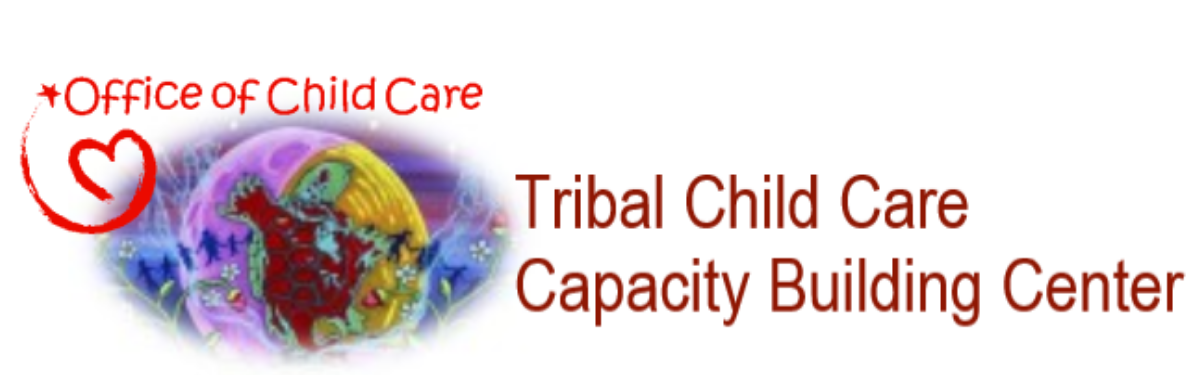 Office of Child Care
Tribal Child Care
Capacity Building Center